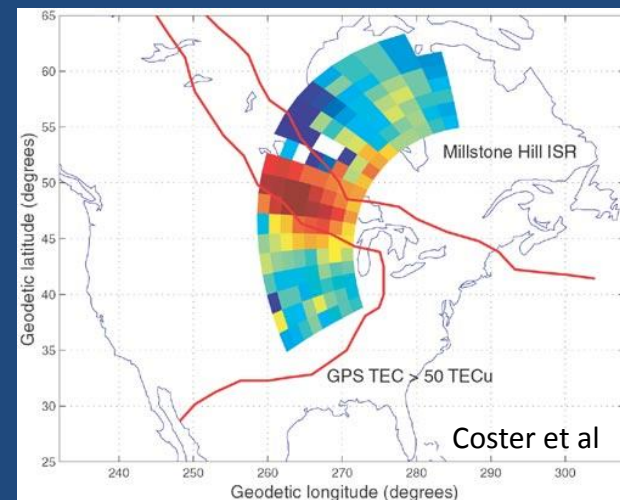 65
60
55
50
45
40
35
30
25
Geodetic latitude (degrees)
Millstone Hill ISR
GPS TEC > 50 TECu
Coster et al
240 250 260 270 280 290 300
Geodetic longitude (degrees)